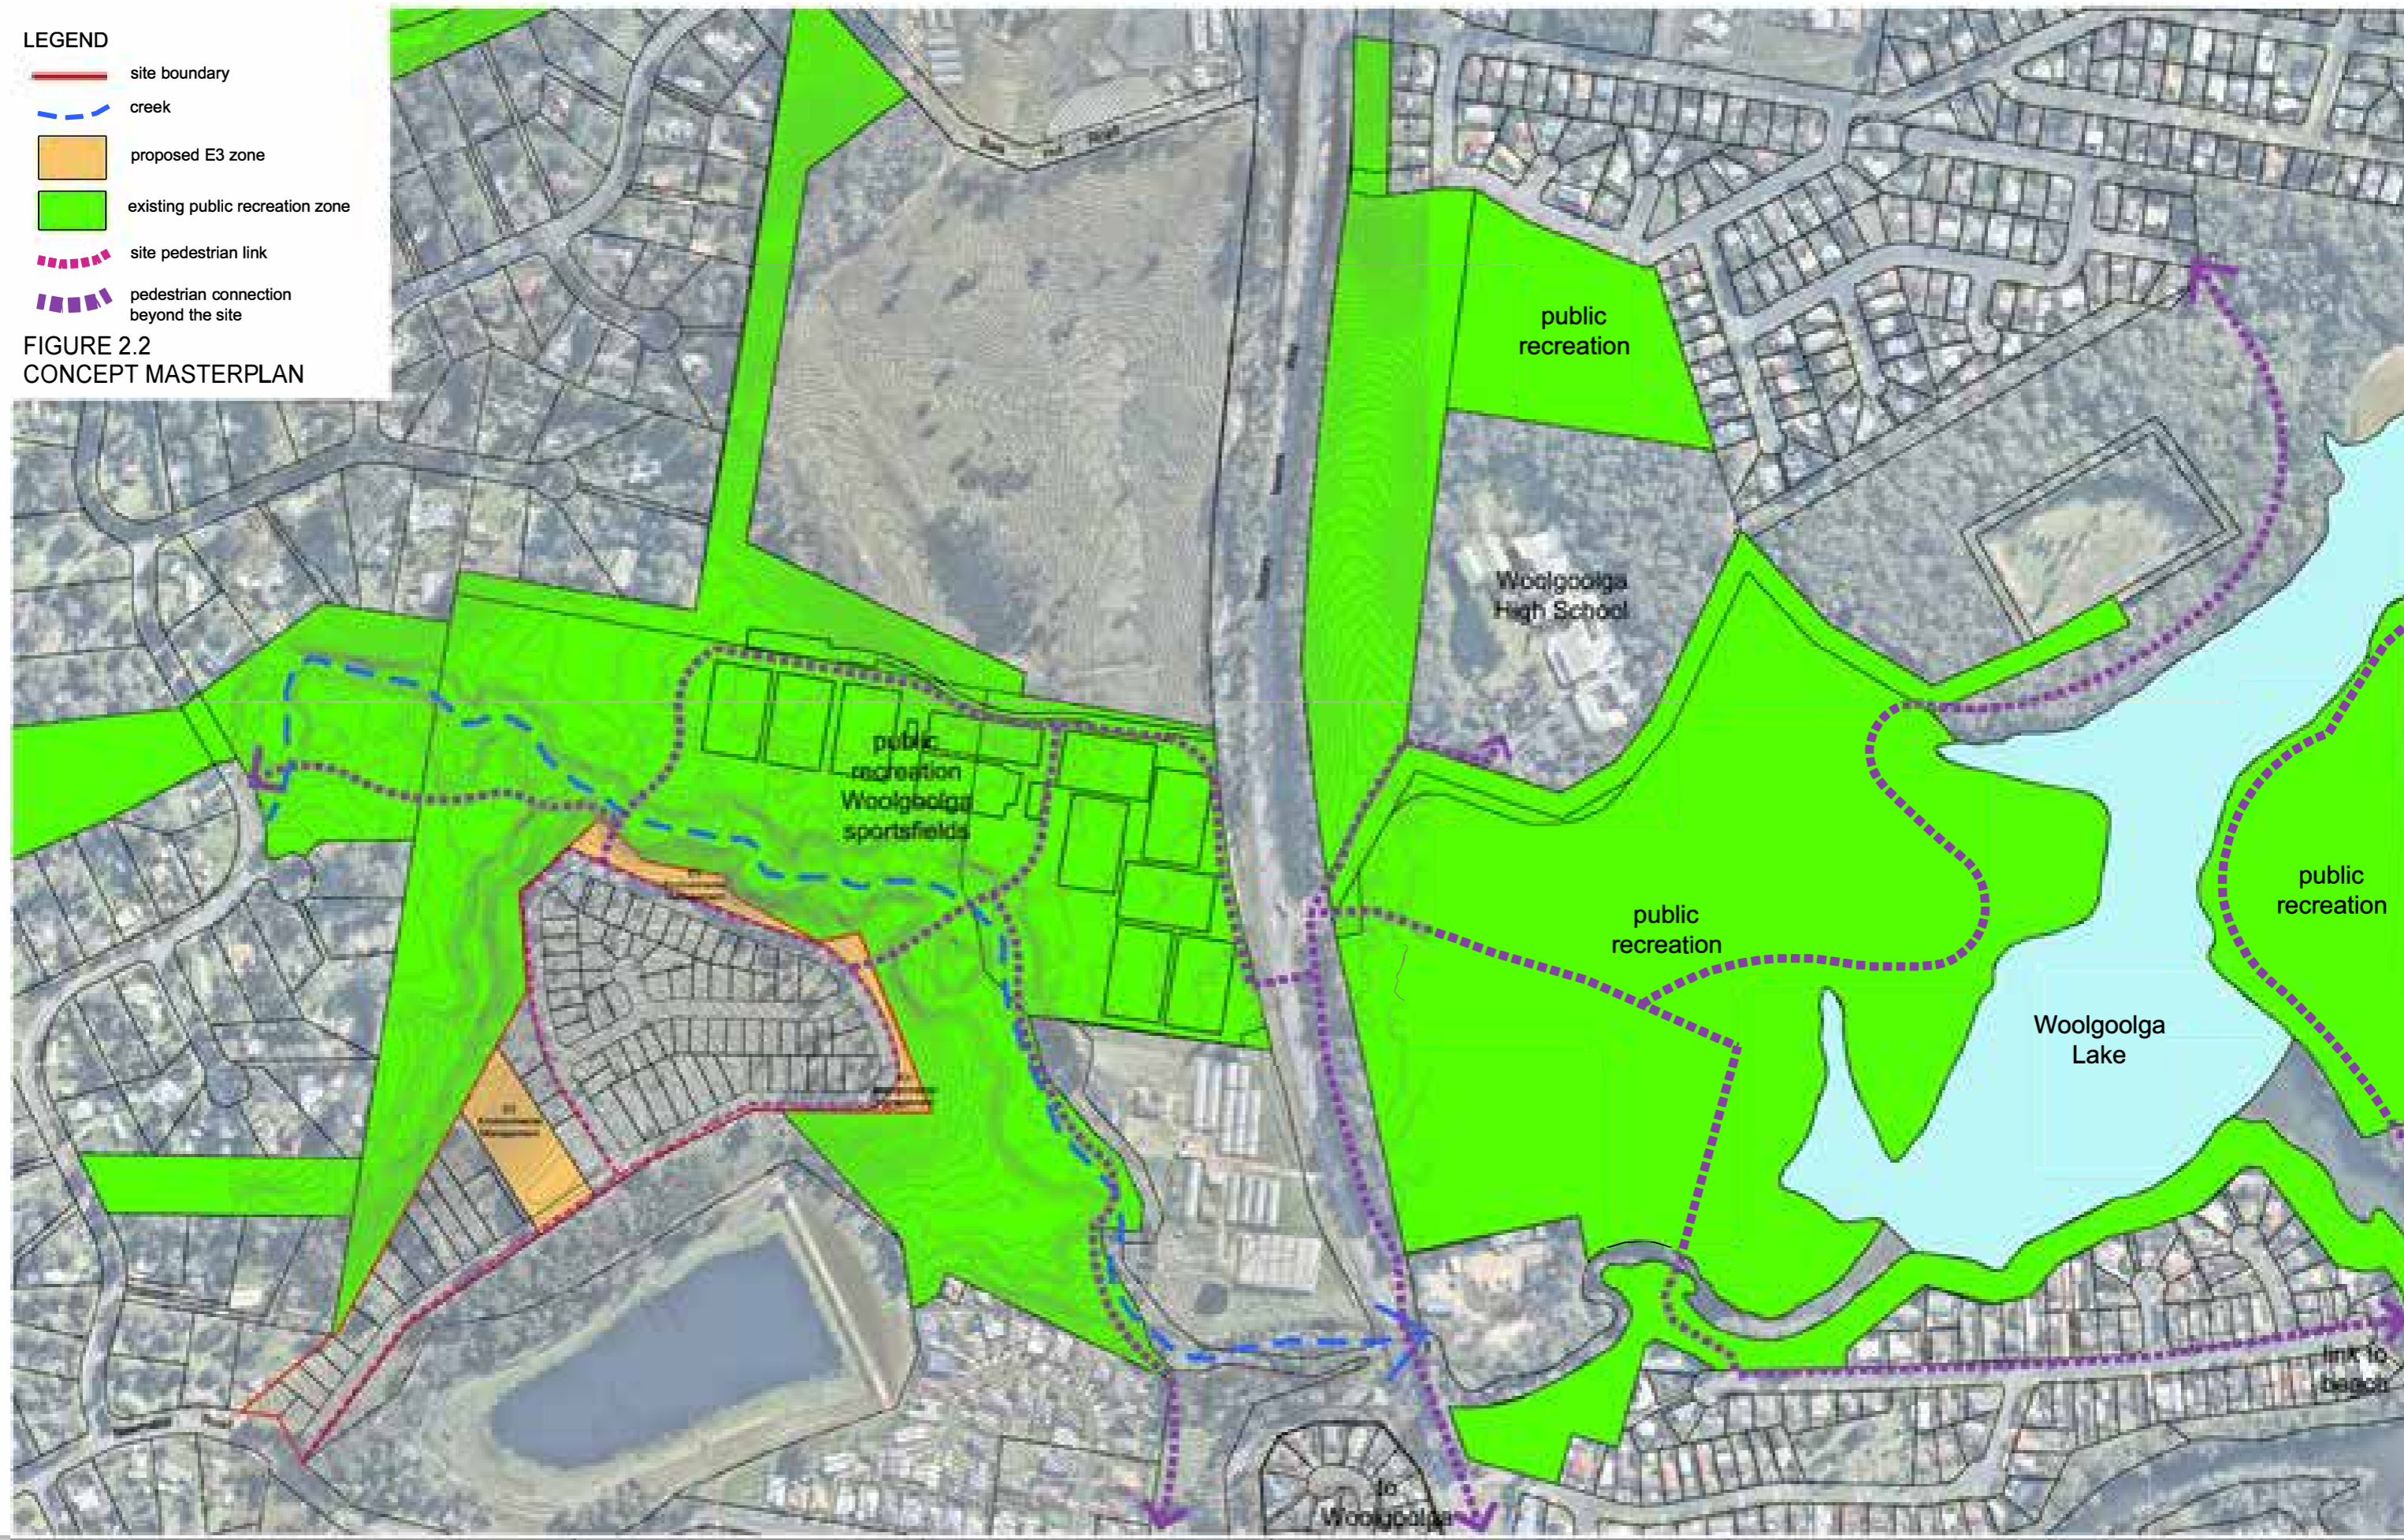 LEGEND
site boundary
creek
proposed E3 zone
existing public recreation zone
site pedestrian link
pedestrian connection
beyond the site
FIGURE 2.2
CONCEPT MASTERPLAN
public
recreation
Woolgoolga
High School
public
recreation
Woolgoolga
sportsfields
public
recreation
public
recreation
Woolgoolga
Lake
link to
beach
to
Woolgoolga